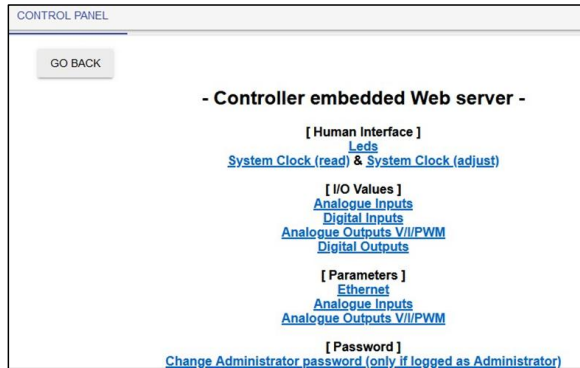 CONTROL PANEL
GO BACK
- Controller embedded Web server -
[ Human Interface ]
Leds
System Clock (read) & System Clock (adjust)
[ I/O Values ]
Analogue Inputs
Digital Inputs
Analogue Outputs V/I/PWM
Digital Outputs
[ Parameters ]
Ethernet
Analogue Inputs
Analogue Outputs V/I/PWM
[ Password ]
Change Administrator password (only if logged as Administrator)